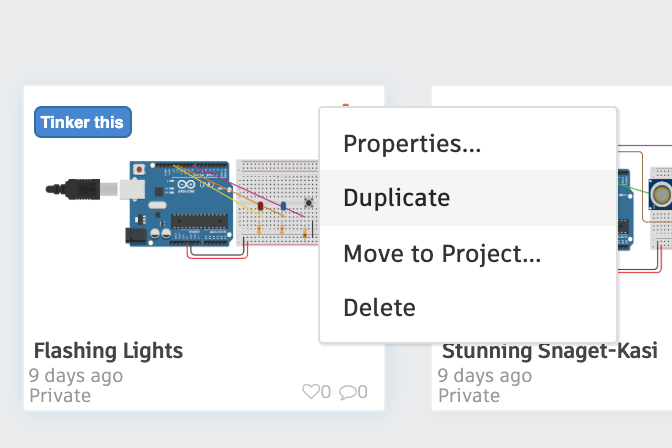 Tinker this
Properties...
Duplicate
Move to Project...
Delete
UNO
Flashing Lights
9 days ago
Private
0 0
Stunning Snaget-Kasi
9 days ago
Private